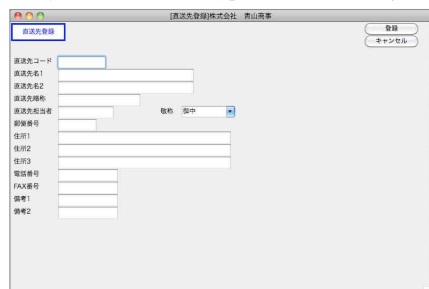 [直送先登録]株式会社　青山商事
直送先登録
登録
キャンセル
直送先コード
直送先名1
直送先名2
直送先略称
直送先担当者　敬称　御中
郵便番号
住所1
住所2
住所3
電話番号
FAX番号
備考1
備考2